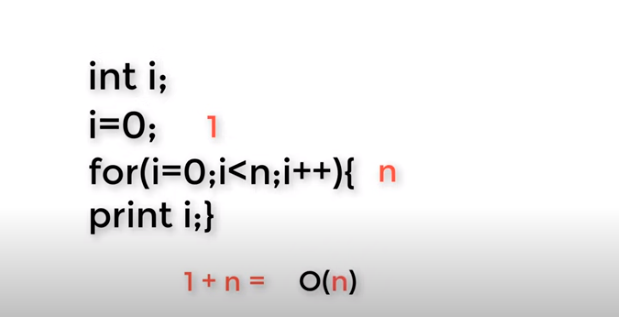 int i;
i=0; 1
for(i=0;i<n;i++){ n
print i;}
1 + n = O(n)